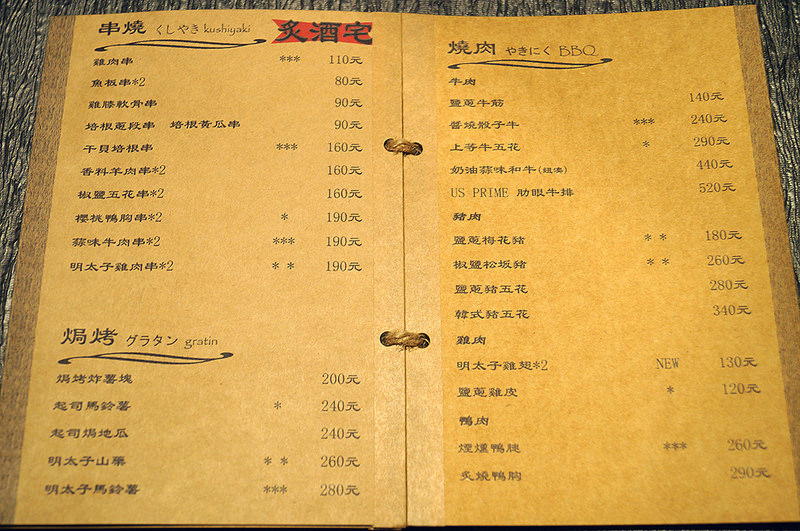 串燒 くしやき kushiyaki 炙酒宅
雞肉串 *** 110元
魚板串*2 80元
雞膝軟骨串 90元
培根蔥段串 培根黃瓜串 90元
干貝培根串 *** 160元
香料羊肉串*2 160元
椒鹽五花串*2 160元
櫻桃鴨胸串*2 * 190元
蒜味牛肉串*2 *** 190元
明太子雞肉串*2 * * 190元
焗烤 グラタン gratin
焗烤炸薯塊 200元
起司馬鈴薯 * 240元
起司焗地瓜 240元
明太子山藥 * * 260元
明太子馬鈴薯 *** 280元
燒肉 やきにく BBQ
牛肉
鹽蔥牛筋 140元
醬燒骰子牛 *** 240元
上等牛五花 * 290元
奶油蒜味和牛(紐澳) 440元
US PRIME 肋眼牛排 520元
豬肉
鹽蔥梅花豬 * * 180元
椒鹽松坂豬 * * 260元
鹽蔥豬五花 280元
韓式豬五花 340元
雞肉
明太子雞翅*2 NEW 130元
鹽蔥雞皮 * 120元
鴨肉
煙燻鴨腿 *** 260元
炙燒鴨胸 290元